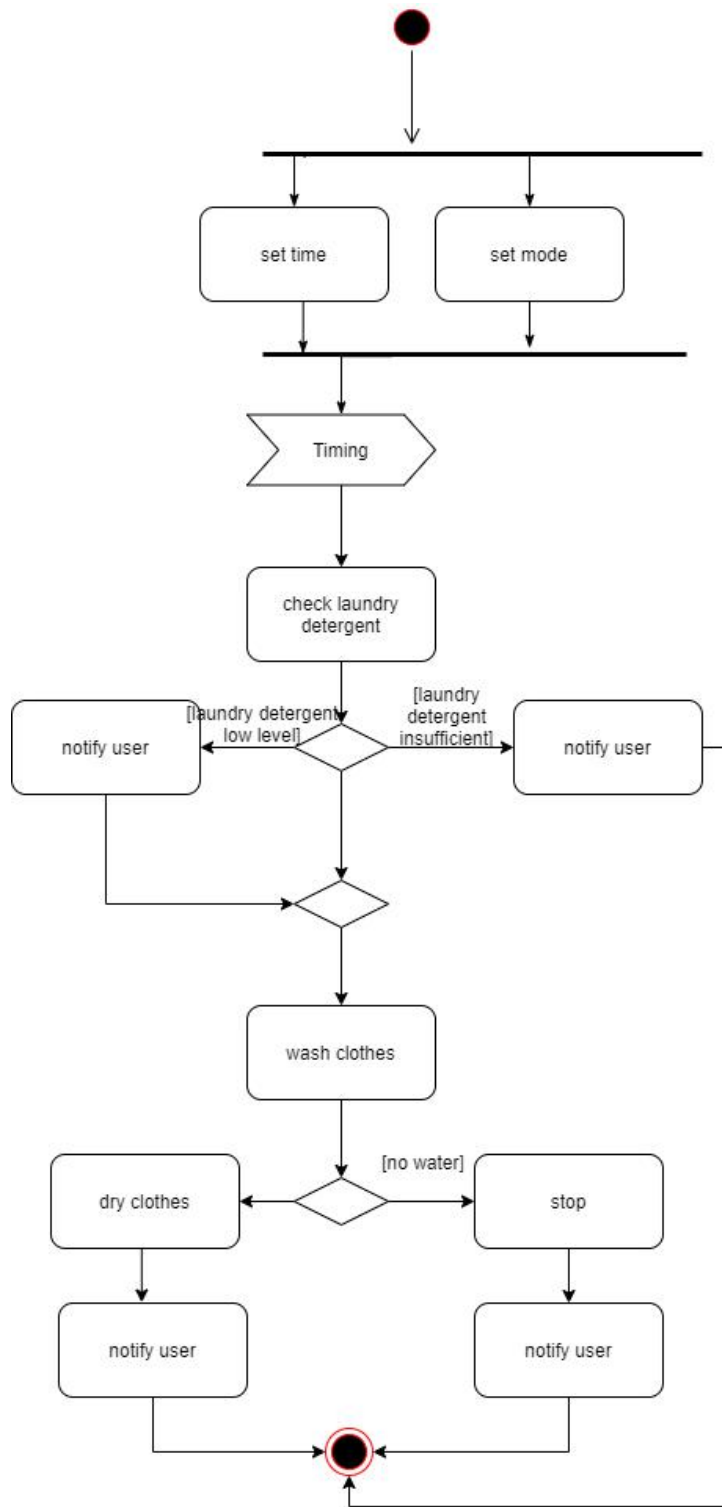 set time
set mode
Timing
check laundry
detergent
notify user
[laundry detergent
low level]
[laundry
detergent
insufficient]
notify user
wash clothes
[no water]
dry clothes
stop
notify user
notify user